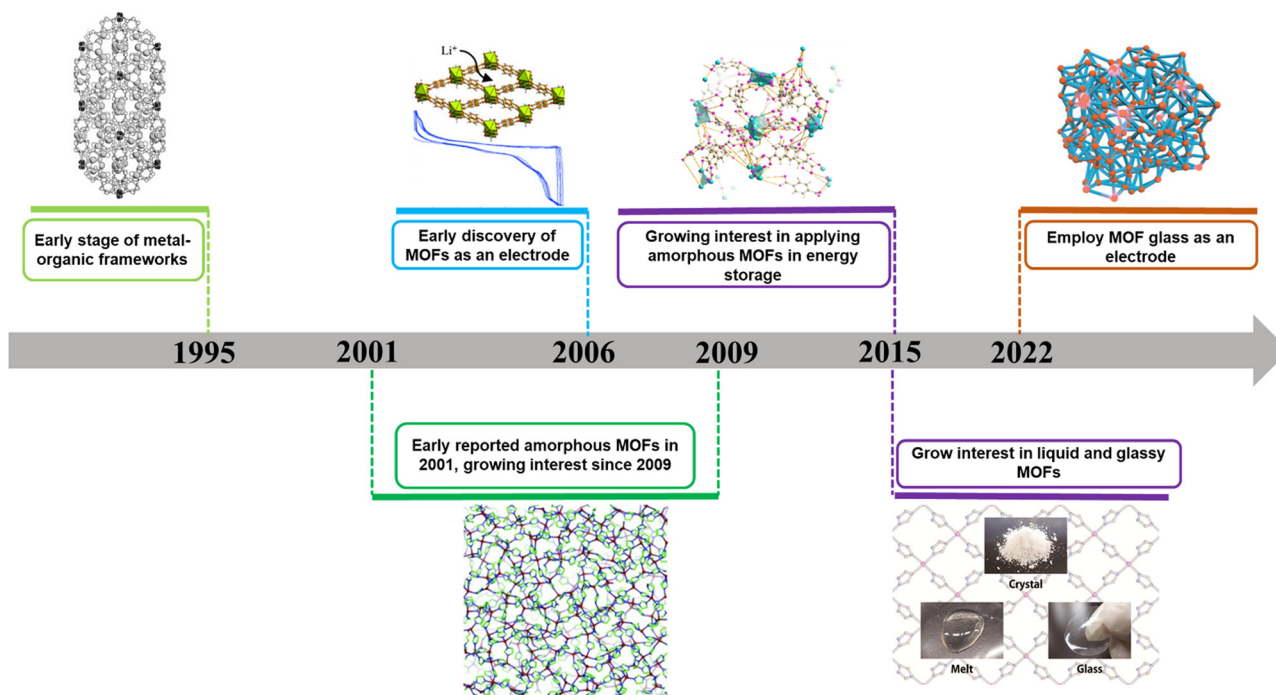 Li⁺
Early stage of metal-
organic frameworks
Early discovery of
MOFs as an electrode
Growing interest in applying
amorphous MOFs in energy
storage
Employ MOF glass as an
electrode
1995
2001
2006
2009
2015
2022
Early reported amorphous MOFs in
2001, growing interest since 2009
Grow interest in liquid and glassy
MOFs
Crystal
Melt
Glass